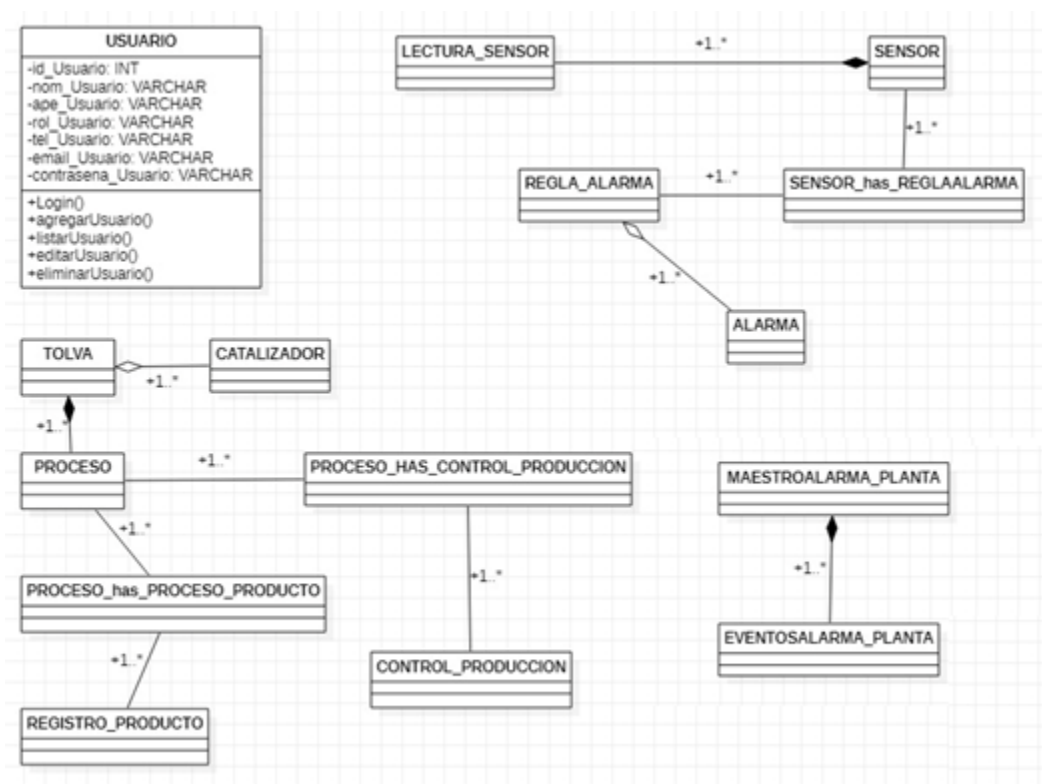 USUARIO
-id_Usuario: INT
-nom_Usuario: VARCHAR
-ape_Usuario: VARCHAR
-rol_Usuario: VARCHAR
-tel_Usuario: VARCHAR
-email_Usuario: VARCHAR
-contrasena_Usuario: VARCHAR
+Login()
+agregarUsuario()
+listarUsuario()
+editarUsuario()
+eliminarUsuario()
LECTURA_SENSOR
+1..*
SENSOR
+1..*
REGLA_ALARMA
+1..*
SENSOR_has_REGLAALARMA
+1..*
ALARMA
TOLVA
+1..*
CATALIZADOR
+1..*
PROCESO
+1..*
PROCESO_HAS_CONTROL_PRODUCCION
+1..*
PROCESO_has_PROCESO_PRODUCTO
+1..*
CONTROL_PRODUCCION
+1..*
REGISTRO_PRODUCTO
MAESTROALARMA_PLANTA
+1..*
EVENTOSALARMA_PLANTA